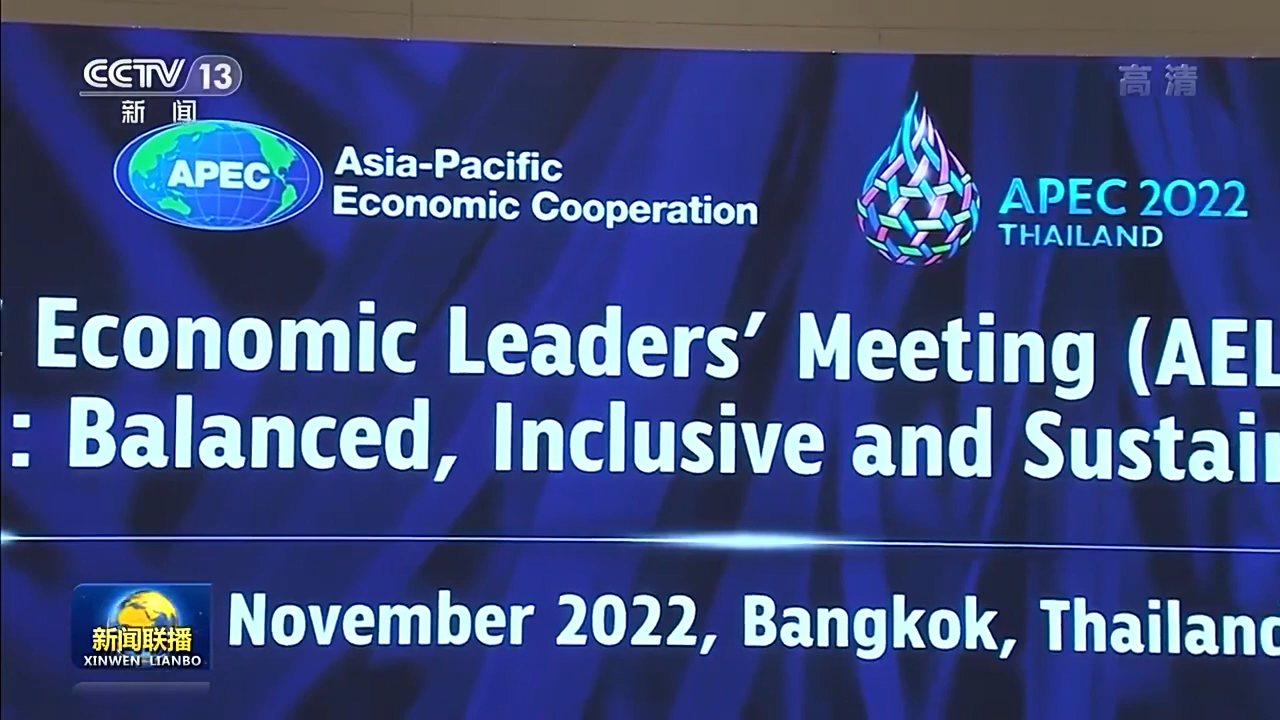 CCTV 13
高清
新闻
APEC
Asia-Pacific
Economic Cooperation
APEC 2022
THAILAND
Economic Leaders’ Meeting (AEL
: Balanced, Inclusive and Sustai
November 2022, Bangkok, Thailand
新闻联播
XINWEN LIANBO